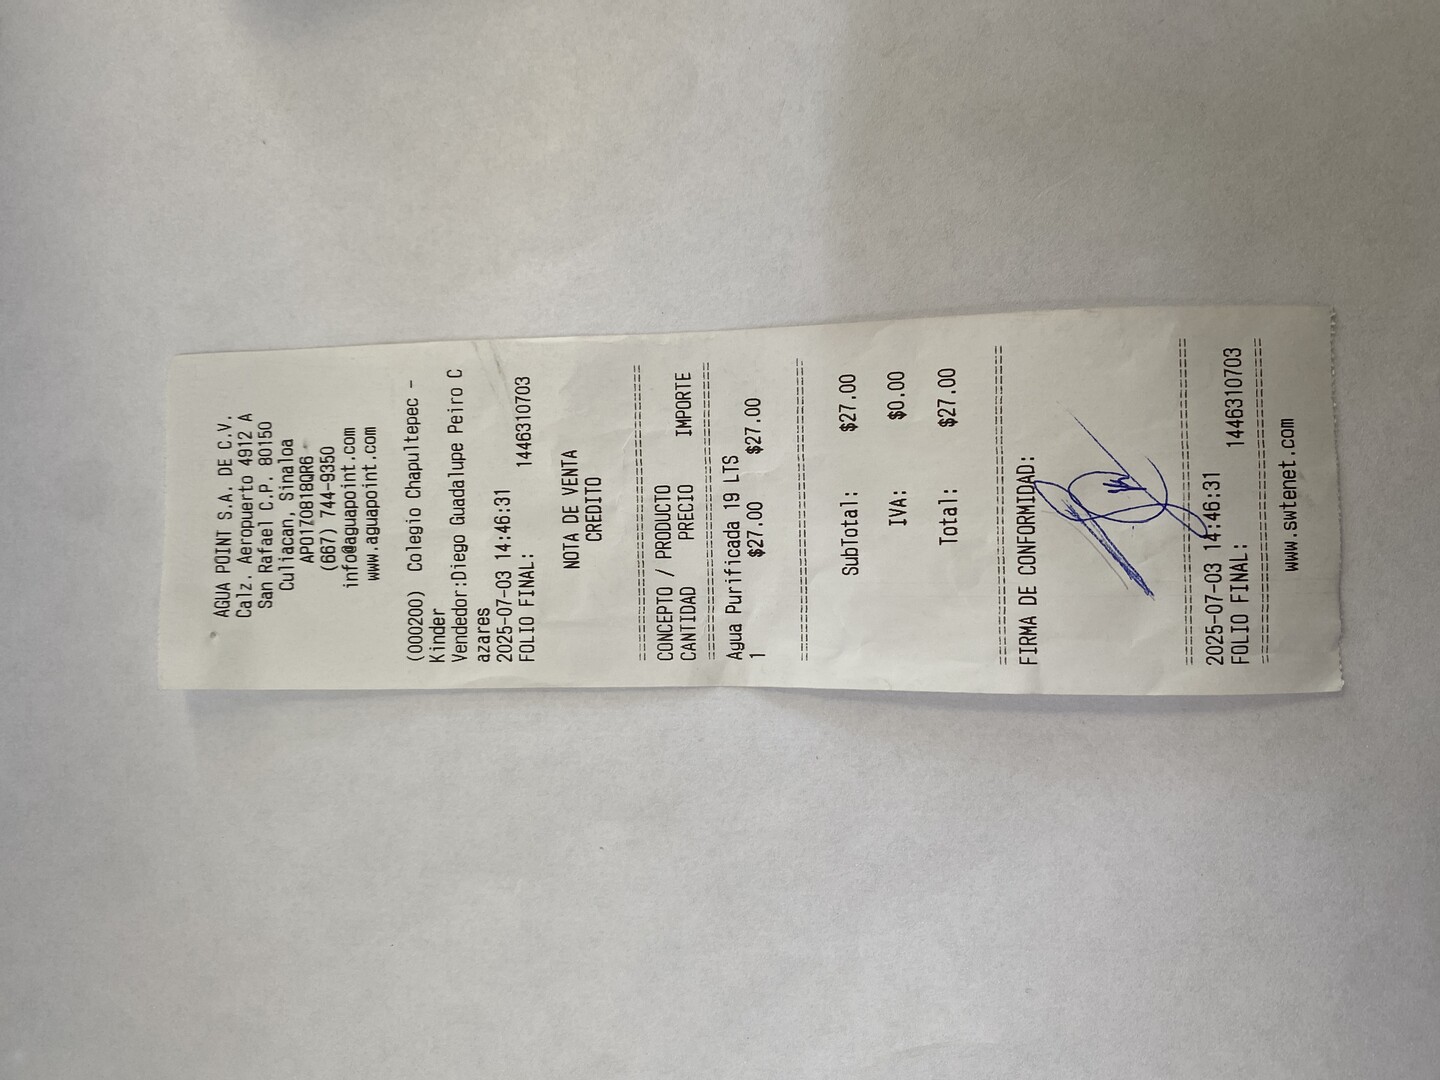 AGUA POINT S.A. DE C.V.
Calz. Aeropuerto 4912 A
San Rafael C.P. 80150
Culiacan, Sinaloa
APO170818QR6
(667) 744-9350
info@aguapoint.com
www.aguapoint.com
(000200) Colegio Chapultepec -
Kinder
Vendedor:Diego Guadalupe Peiro C
azares
2025-07-03 14:46:31
FOLIO FINAL: 1446310703
NOTA DE VENTA
CREDITO
CONCEPTO / PRODUCTO
CANTIDAD PRECIO IMPORTE
Agua Purificada 19 LTS
1 $27.00 $27.00
SubTotal: $27.00
IVA: $0.00
Total: $27.00
FIRMA DE CONFORMIDAD:
2025-07-03 14:46:31
FOLIO FINAL: 1446310703
www.swtenet.com